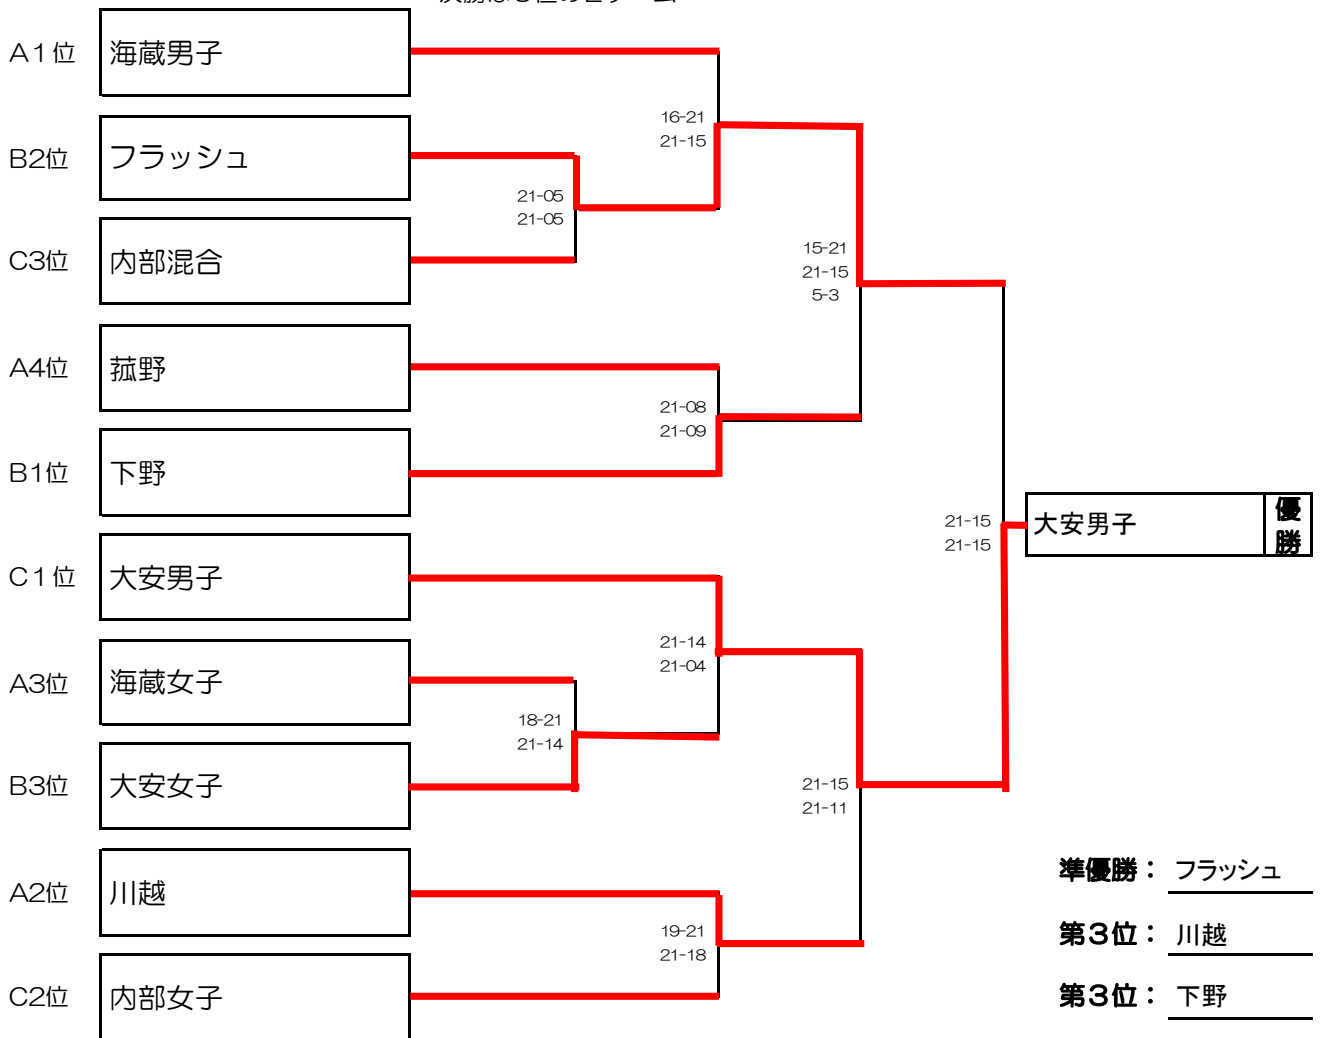 A1位 海蔵男子
16-21
21-15
B2位 フラッシュ
21-05
21-05
C3位 内部混合
15-21
21-15
5-3
A4位 菰野
21-08
21-09
B1位 下野
21-15
21-15
大安男子 優勝
C1位 大安男子
21-14
21-04
A3位 海蔵女子
18-21
21-14
B3位 大安女子
21-15
21-11
A2位 川越
19-21
21-18
C2位 内部女子
準優勝： フラッシュ
第3位： 川越
第3位： 下野